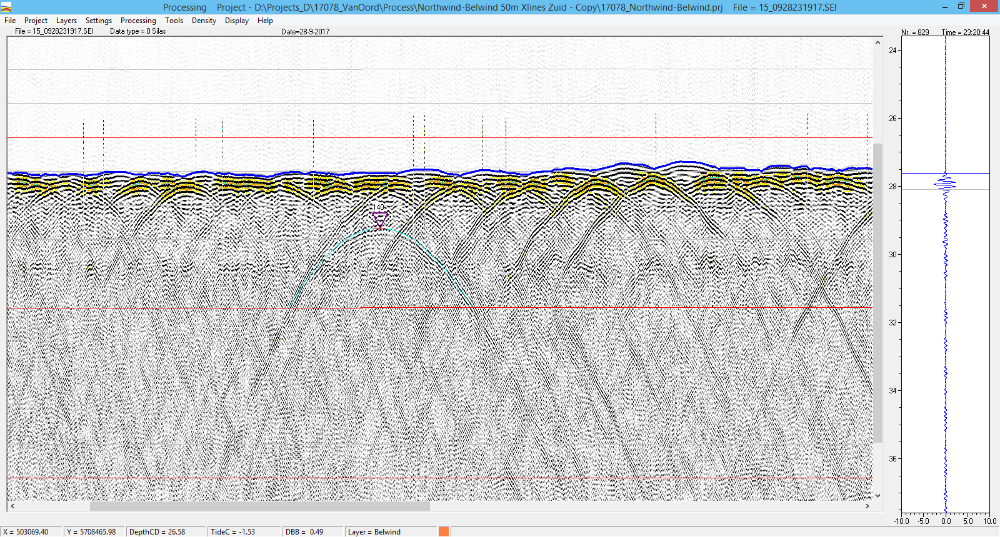 Processing Project - D:\Projects_D\17078_VanOord\Process\Northwind-Belwind 50m Xlines Zuid - Copy\17078_Northwind-Belwind.prj File = 15_0928231917.SEI
File Project Layers Settings Processing Tools Density Display Help
File = 15_0928231917.SEI Data type = 0 Silas Date=28-9-2017 Nr. = 829 Time = 23:20:44
24
26
28
140
30
32
34
36
-10.0 -5.0 0.0 5.0 10.0
X = 503069.40 Y = 5708465.98 DepthCD = 26.58 TideC = -1.53 DBB = 0.49 Layer = Belwind